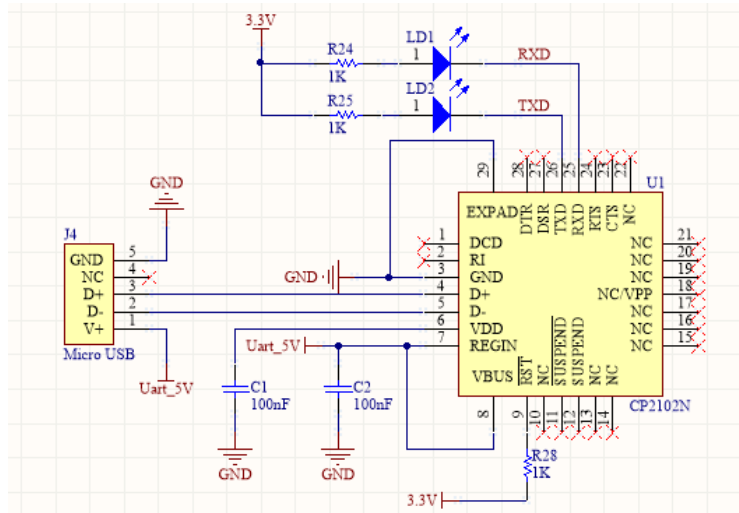 3.3V
R24
1K
LD1
1
RXD
R25
1K
LD2
1
TXD
29
28
27
26
25
24
23
22
U1
EXPAD
DTR
DSR
TXD
RXD
RTS
CTS
NC
GND
J4
GND 5
NC 4
D+ 3
D- 2
V+ 1
Micro USB
Uart_5V
GND
1 DCD
2 RI
3 GND
4 D+
5 D-
6 VDD
7 REGIN
NC 21
NC 20
NC 19
NC/VPP 18
NC 17
NC 16
NC 15
Uart_5V
C1
100nF
C2
100nF
GND
GND
VBUS
RST
NC
SUSPEND
SUSPEND
NC
NC
CP2102N
8
9
10
11
12
13
14
R28
1K
3.3V